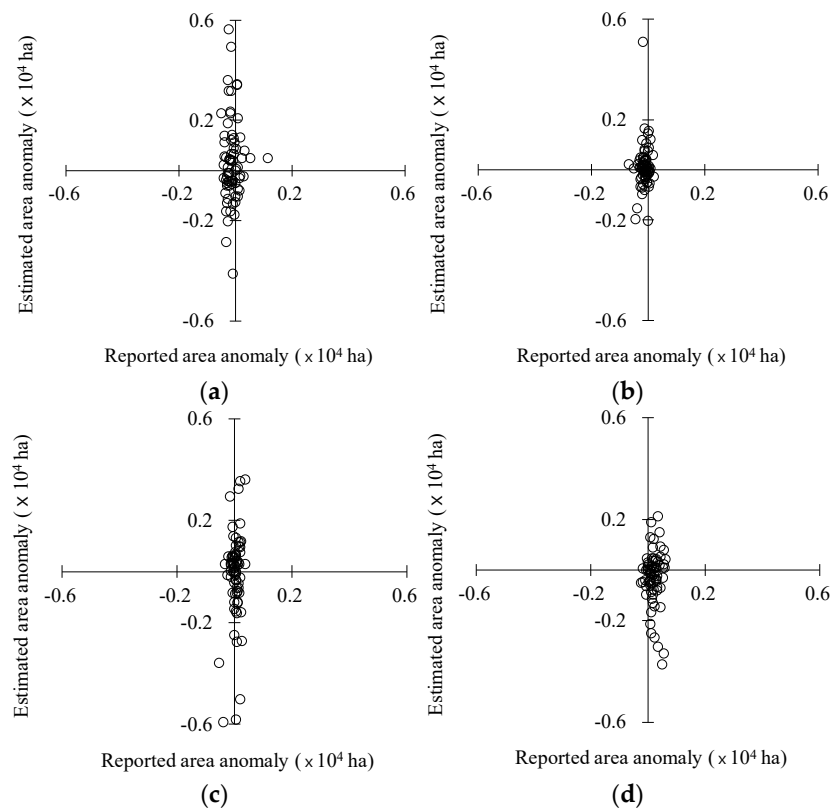 0.6
0.2
-0.6 -0.2 0.2 0.6
-0.2
-0.6
Estimated area anomaly ( × 10⁴ ha)
Reported area anomaly ( × 10⁴ ha)
(a)
0.6
0.2
-0.6 -0.2 0.2 0.6
-0.2
-0.6
Estimated area anomaly ( × 10⁴ ha)
Reported area anomaly ( × 10⁴ ha)
(b)
0.6
0.2
-0.6 -0.2 0.2 0.6
-0.2
-0.6
Estimated area anomaly ( × 10⁴ ha)
Reported area anomaly ( × 10⁴ ha)
(c)
0.6
0.2
-0.6 -0.2 0.2 0.6
-0.2
-0.6
Estimated area anomaly ( × 10⁴ ha)
Reported area anomaly ( × 10⁴ ha)
(d)